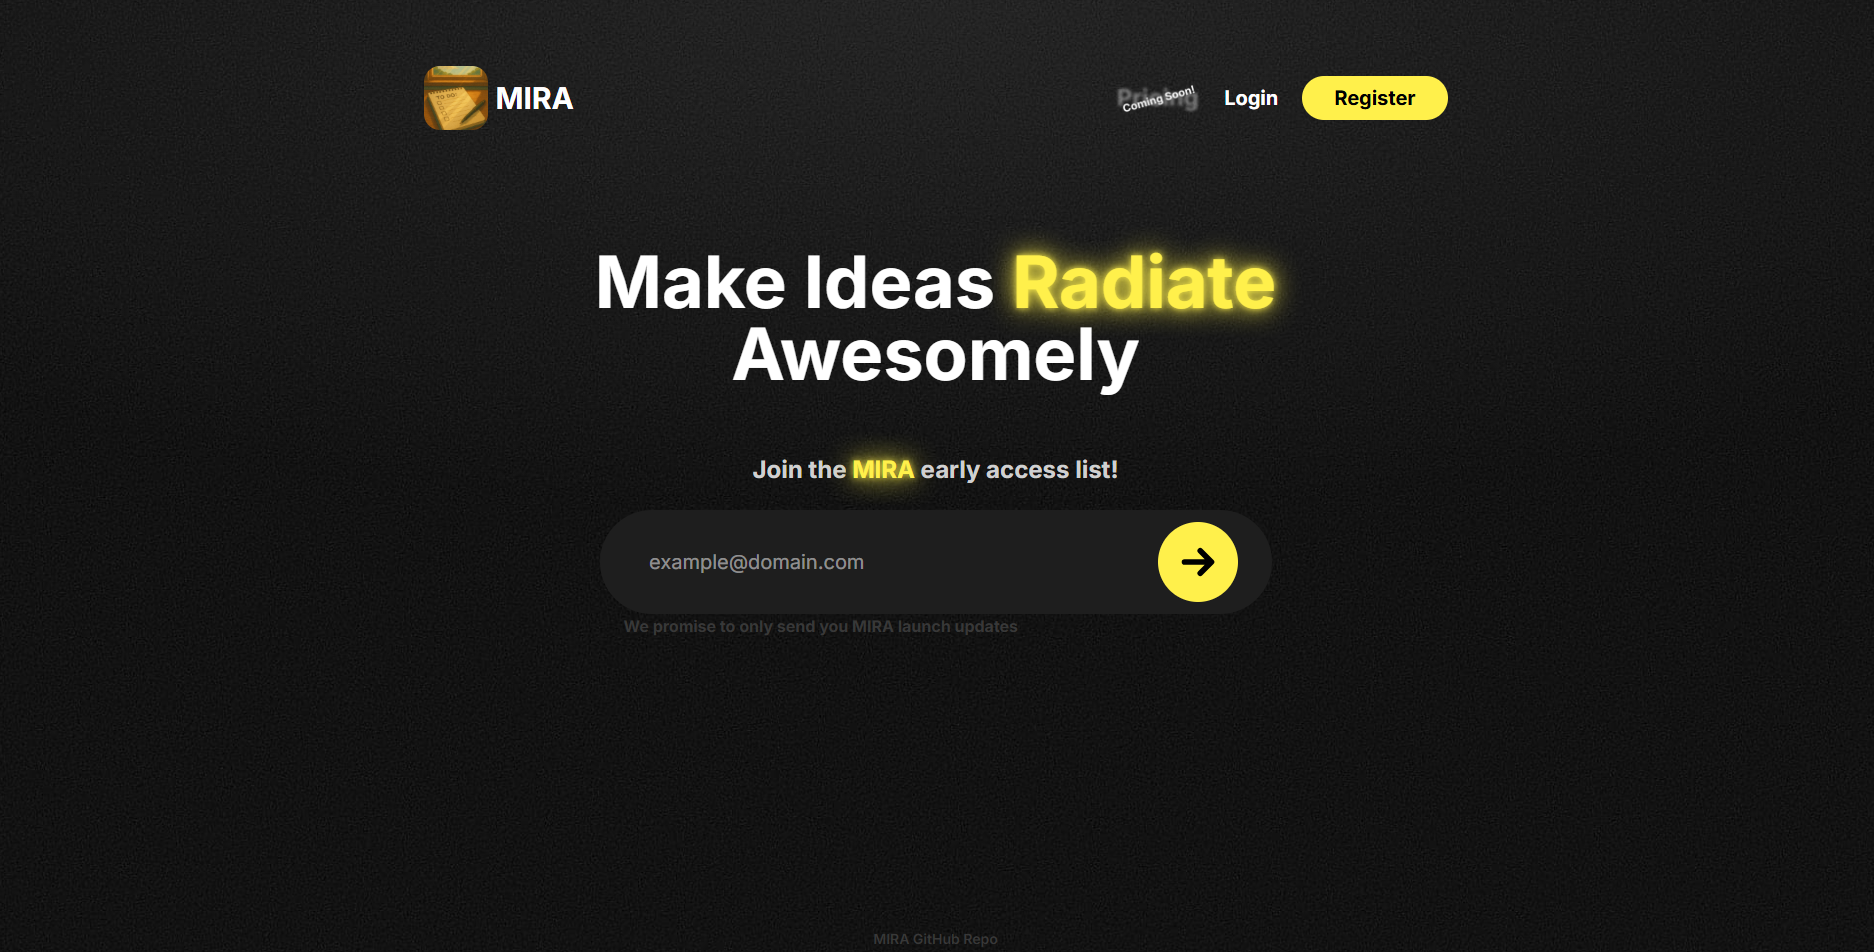 MIRA
Pricing
Coming Soon!
Login
Register
Make Ideas Radiate
Awesomely
Join the MIRA early access list!
example@domain.com
We promise to only send you MIRA launch updates
MIRA GitHub Repo